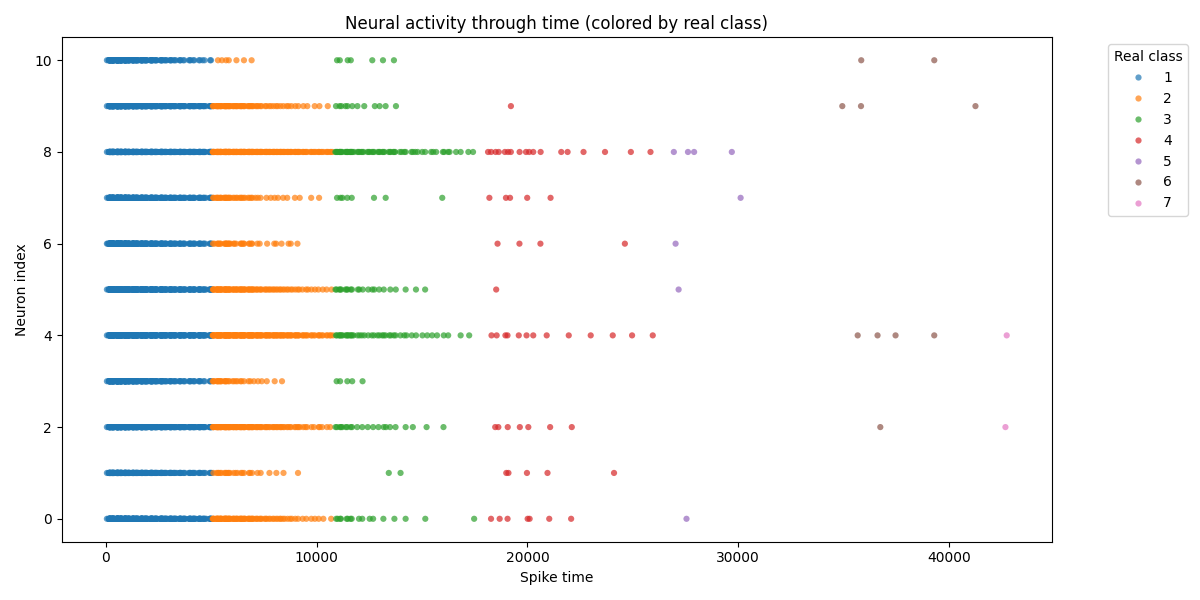 Neural activity through time (colored by real class)
Real class
1
2
3
4
5
6
7
Neuron index
10
8
6
4
2
0
0 10000 20000 30000 40000
Spike time